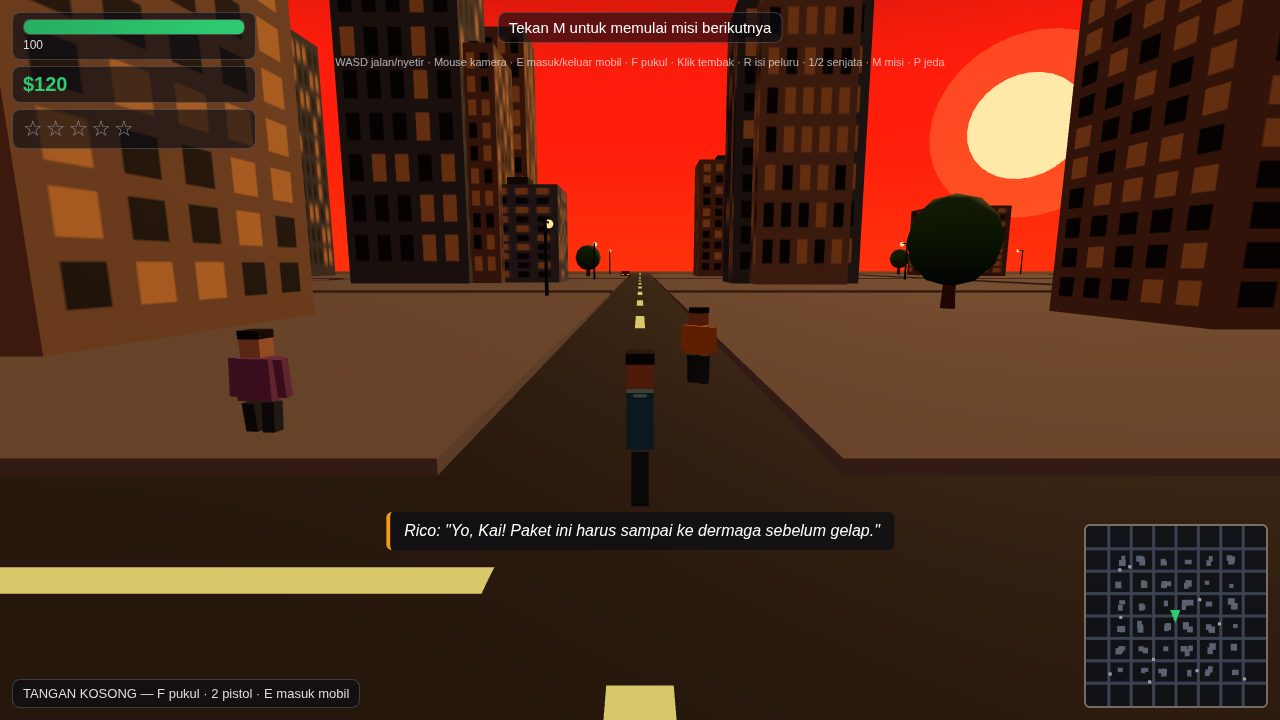 Tekan M untuk memulai misi berikutnya
WASD jalan/nyetir · Mouse kamera · E masuk/keluar mobil · F pukul · Klik tembak · R isi peluru · 1/2 senjata · M misi · P jeda
100
$120
☆☆☆☆☆
Rico: "Yo, Kai! Paket ini harus sampai ke dermaga sebelum gelap."
TANGAN KOSONG — F pukul · 2 pistol · E masuk mobil